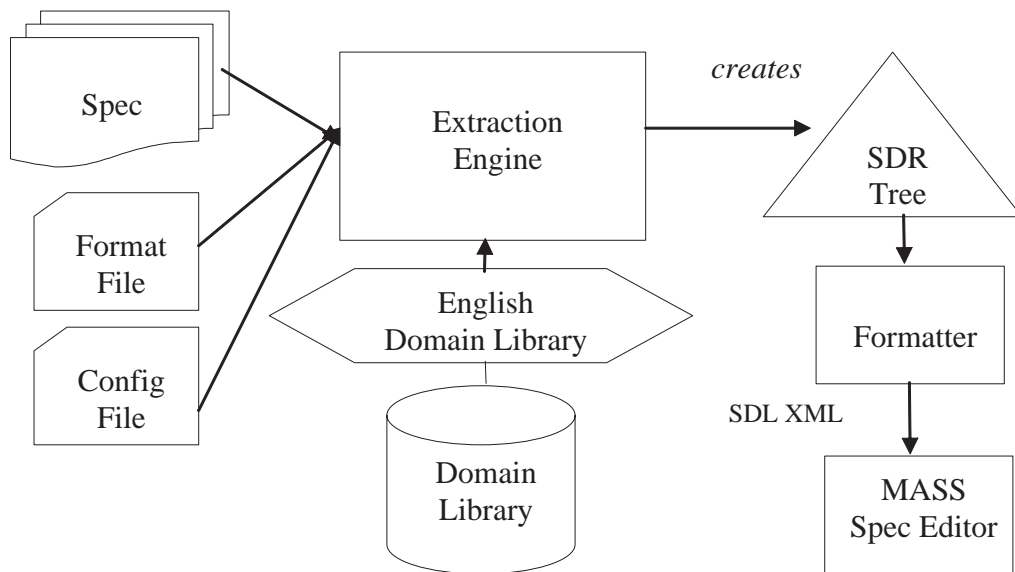 Spec
Format
File
Config
File
Extraction
Engine
English
Domain Library
Domain
Library
creates
SDR
Tree
Formatter
SDL XML
MASS
Spec Editor